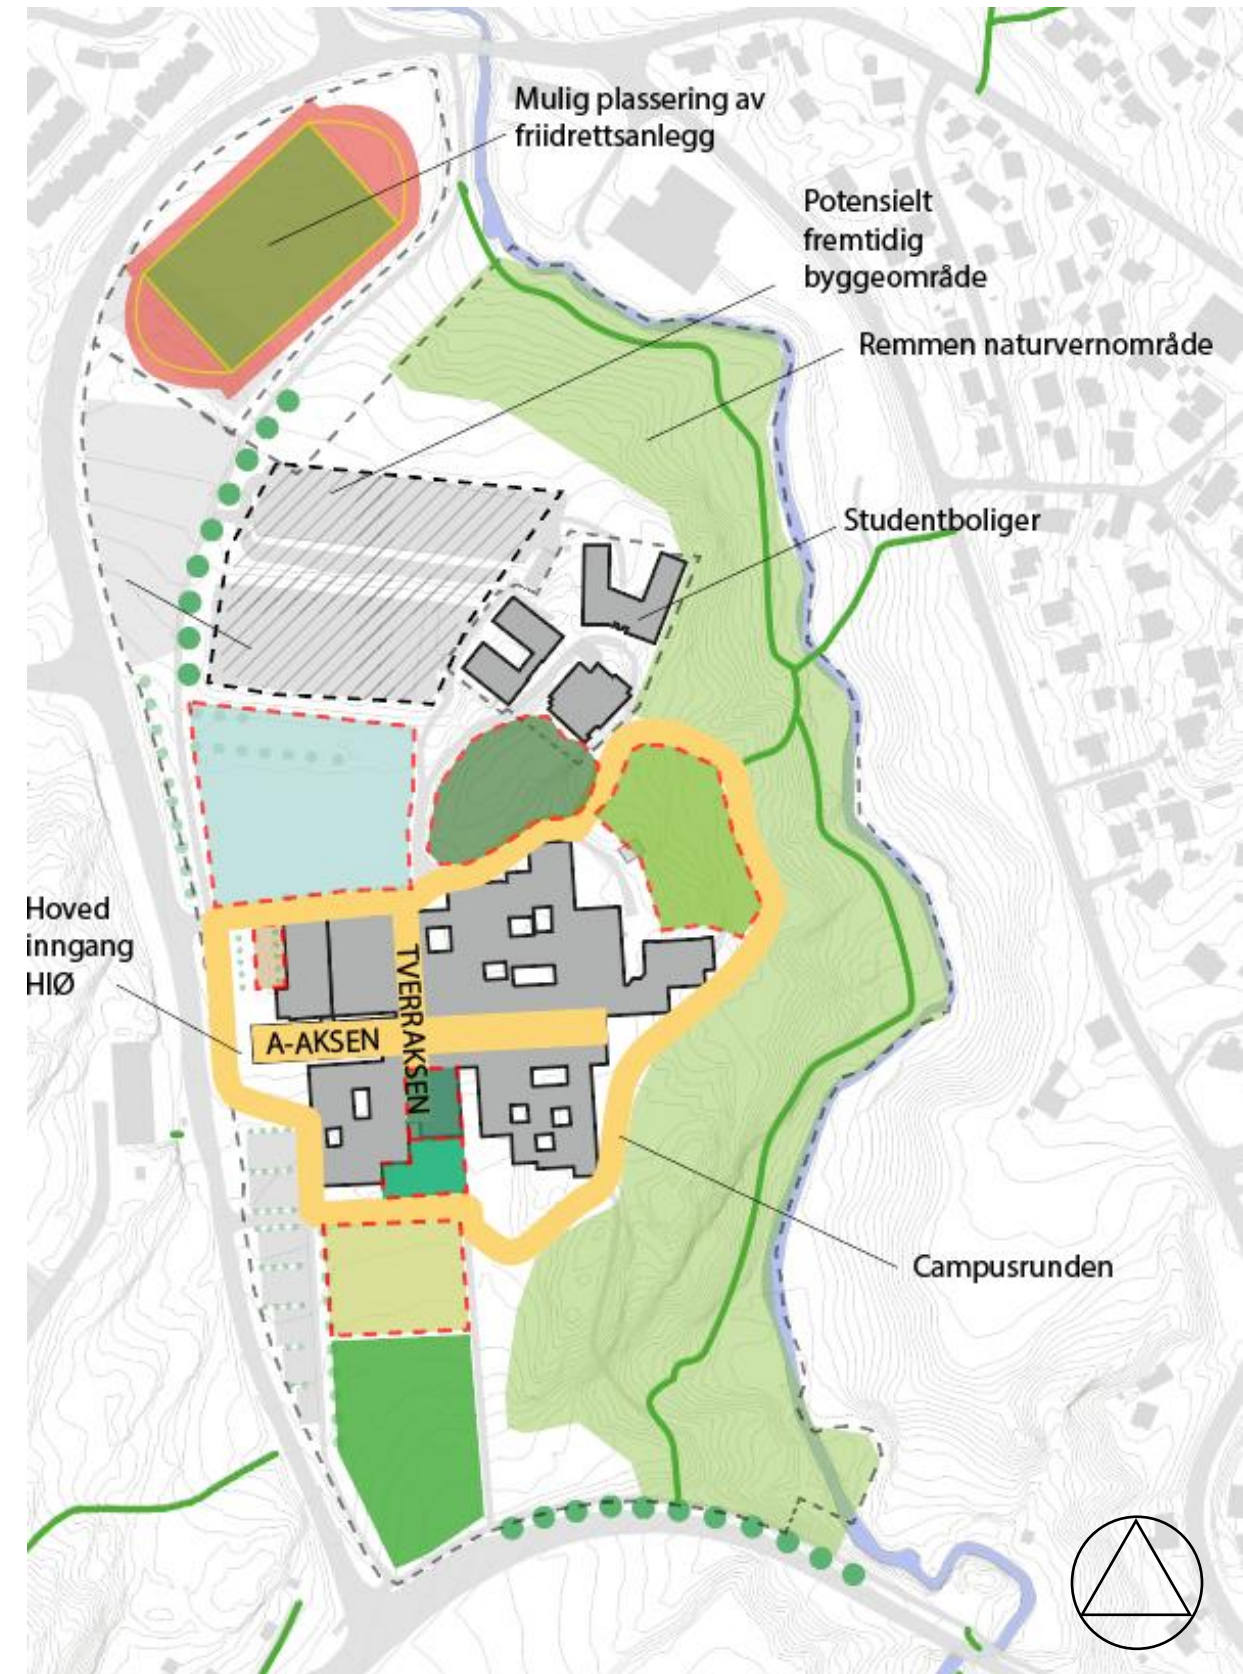 Mulig plassering av
friidrettsanlegg
Potensielt
fremtidig
byggeområde
Remmen naturvernområde
Studentboliger
Hoved
inngang
HIØ
TVERRAKSEN
A-AKSEN
Campusrunden